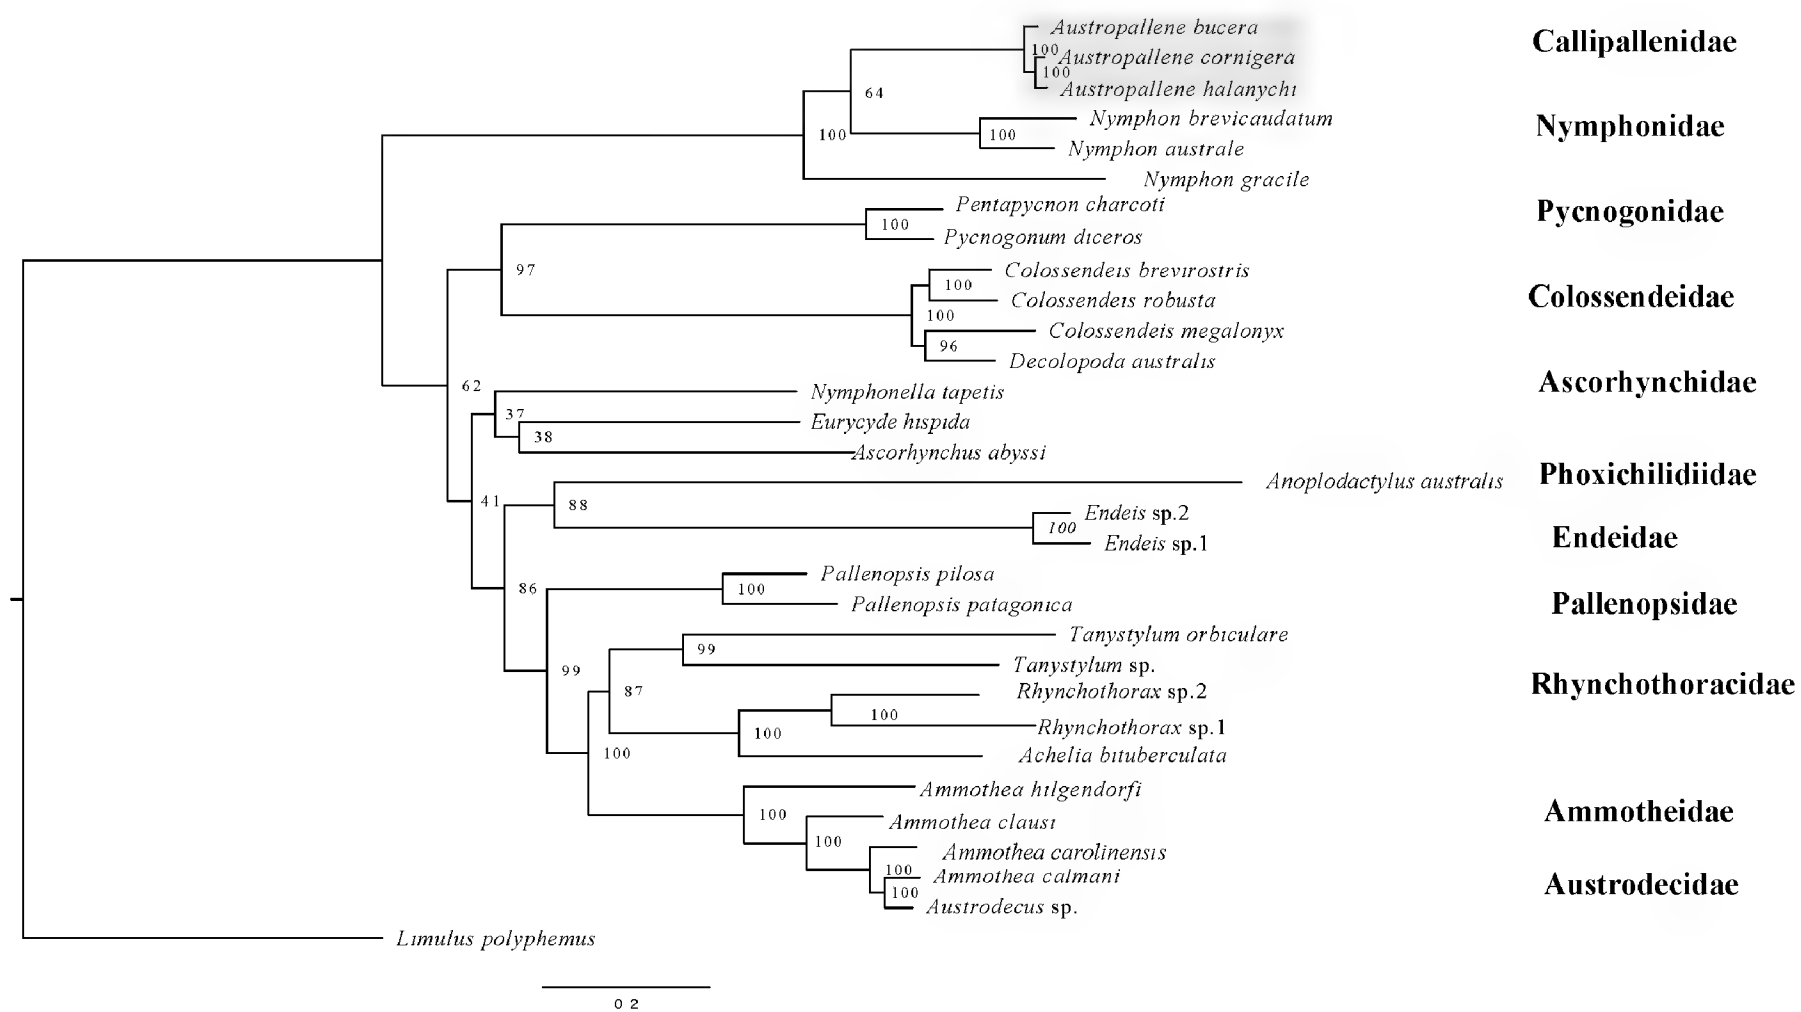 Austropallene bucera
100
Austropallene cornigera
100
Austropallene halanychi
Callipallenidae
64
Nymphon brevicaudatum
100
100
Nymphon australe
Nymphonidae
Nymphon gracile
Pentapycnon charcoti
100
Pycnogonum diceros
Pycnogonidae
97
Colossendeis brevirostris
100
Colossendeis robusta
100
Colossendeis megalonyx
96
Decolopoda australis
Colossendeidae
62
Nymphonella tapetis
37
Eurycyde hispida
38
Ascorhynchus abyssi
Ascorhynchidae
41
Anoplodactylus australis
Phoxichilidiidae
88
Endeis sp.2
100
Endeis sp.1
Endeidae
86
Pallenopsis pilosa
100
Pallenopsis patagonica
Pallenopsidae
99
Tanystylum orbiculare
99
Tanystylum sp.
87
Rhynchothorax sp.2
100
Rhynchothorax sp.1
100
Achelia bituberculata
Rhynchothoracidae
100
Ammothea hilgendorfi
100
Ammothea clausi
100
Ammothea carolinensis
100
Ammothea calmani
100
Austrodecus sp.
Ammotheidae
Austrodecidae
Limulus polyphemus
0 2